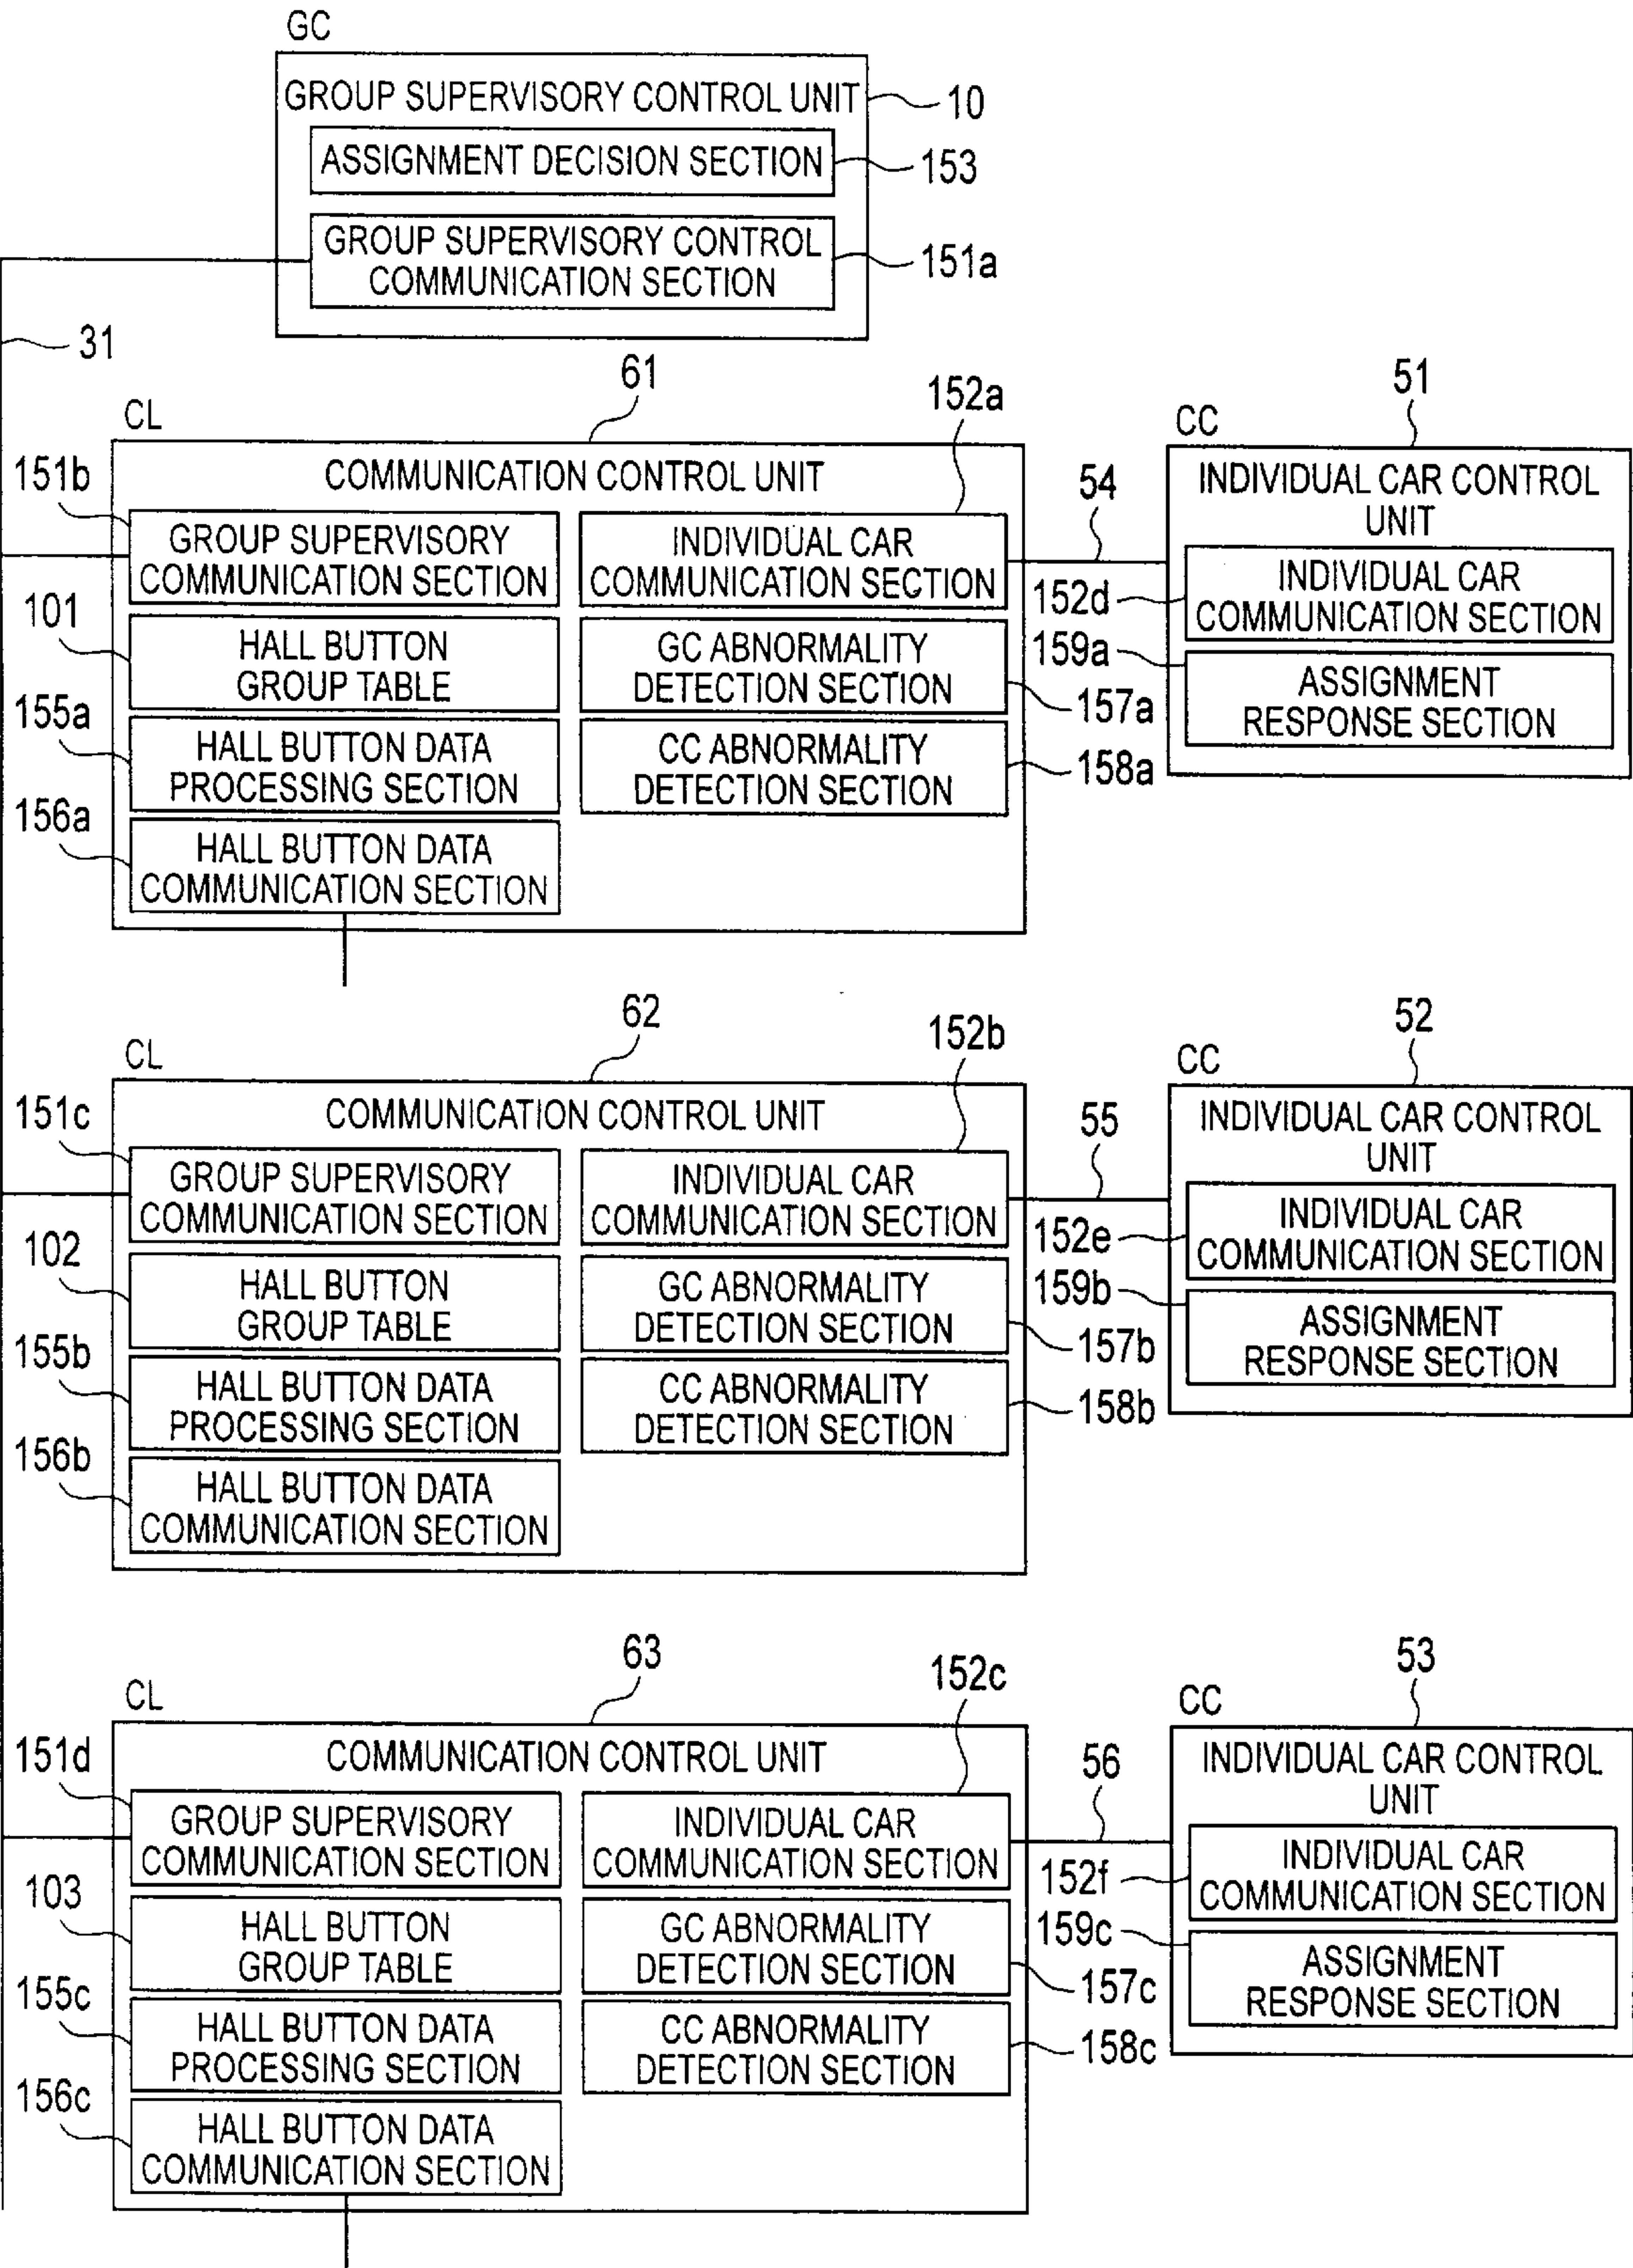 GC
GROUP SUPERVISORY CONTROL UNIT
10
ASSIGNMENT DECISION SECTION
153
GROUP SUPERVISORY CONTROL
COMMUNICATION SECTION
151a
31
61
152a
51
CL
CC
COMMUNICATION CONTROL UNIT
151b
GROUP SUPERVISORY
COMMUNICATION SECTION
INDIVIDUAL CAR
COMMUNICATION SECTION
54
INDIVIDUAL CAR CONTROL
UNIT
152d
INDIVIDUAL CAR
COMMUNICATION SECTION
101
HALL BUTTON
GROUP TABLE
GC ABNORMALITY
DETECTION SECTION
157a
159a
ASSIGNMENT
RESPONSE SECTION
155a
HALL BUTTON DATA
PROCESSING SECTION
CC ABNORMALITY
DETECTION SECTION
158a
156a
HALL BUTTON DATA
COMMUNICATION SECTION
62
152b
52
CL
CC
COMMUNICATION CONTROL UNIT
151c
GROUP SUPERVISORY
COMMUNICATION SECTION
INDIVIDUAL CAR
COMMUNICATION SECTION
55
INDIVIDUAL CAR CONTROL
UNIT
152e
INDIVIDUAL CAR
COMMUNICATION SECTION
102
HALL BUTTON
GROUP TABLE
GC ABNORMALITY
DETECTION SECTION
157b
159b
ASSIGNMENT
RESPONSE SECTION
155b
HALL BUTTON DATA
PROCESSING SECTION
CC ABNORMALITY
DETECTION SECTION
158b
156b
HALL BUTTON DATA
COMMUNICATION SECTION
63
152c
53
CL
CC
COMMUNICATION CONTROL UNIT
151d
GROUP SUPERVISORY
COMMUNICATION SECTION
INDIVIDUAL CAR
COMMUNICATION SECTION
56
INDIVIDUAL CAR CONTROL
UNIT
152f
INDIVIDUAL CAR
COMMUNICATION SECTION
103
HALL BUTTON
GROUP TABLE
GC ABNORMALITY
DETECTION SECTION
157c
159c
ASSIGNMENT
RESPONSE SECTION
155c
HALL BUTTON DATA
PROCESSING SECTION
CC ABNORMALITY
DETECTION SECTION
158c
156c
HALL BUTTON DATA
COMMUNICATION SECTION